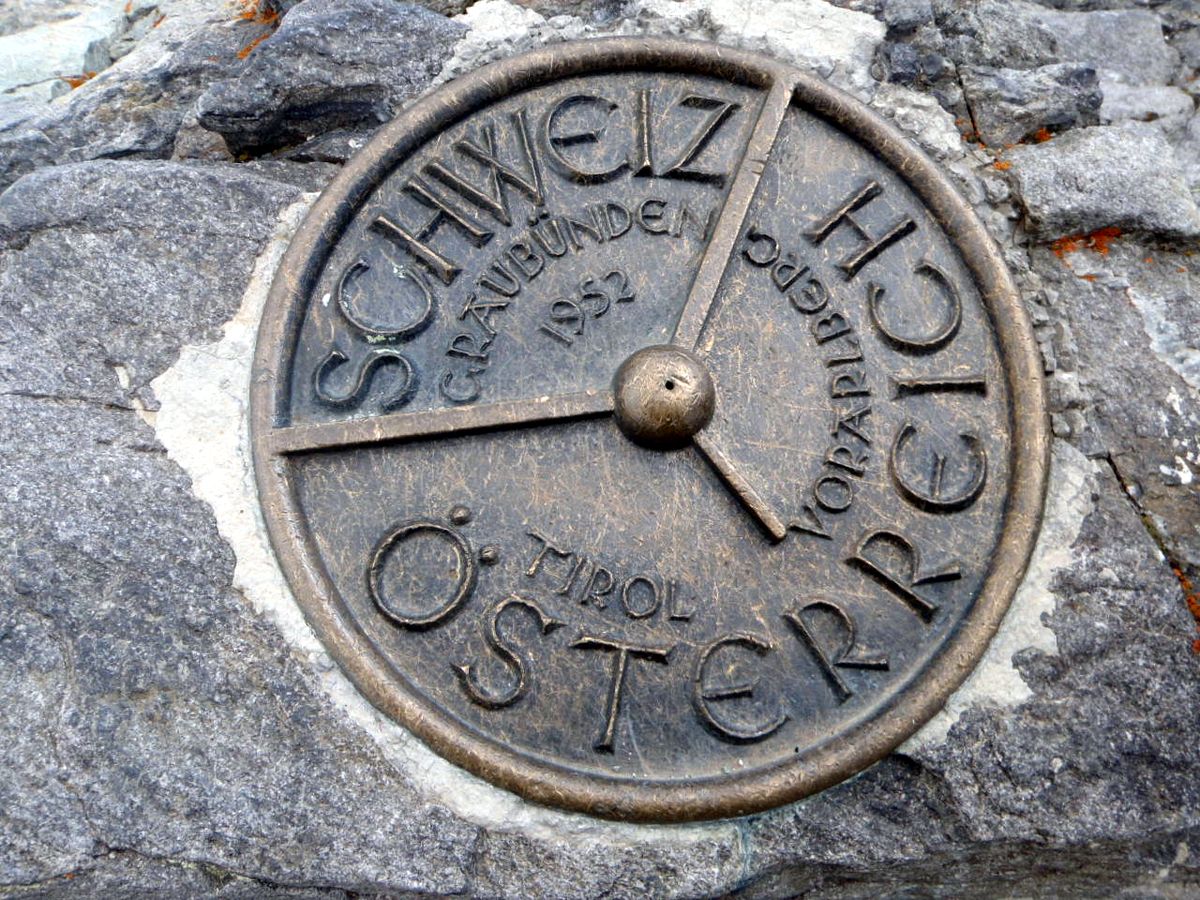 SCHWEIZ
GRAUBÜNDEN
1952
ÖSTERREICH
TIROL
VORARLBERG